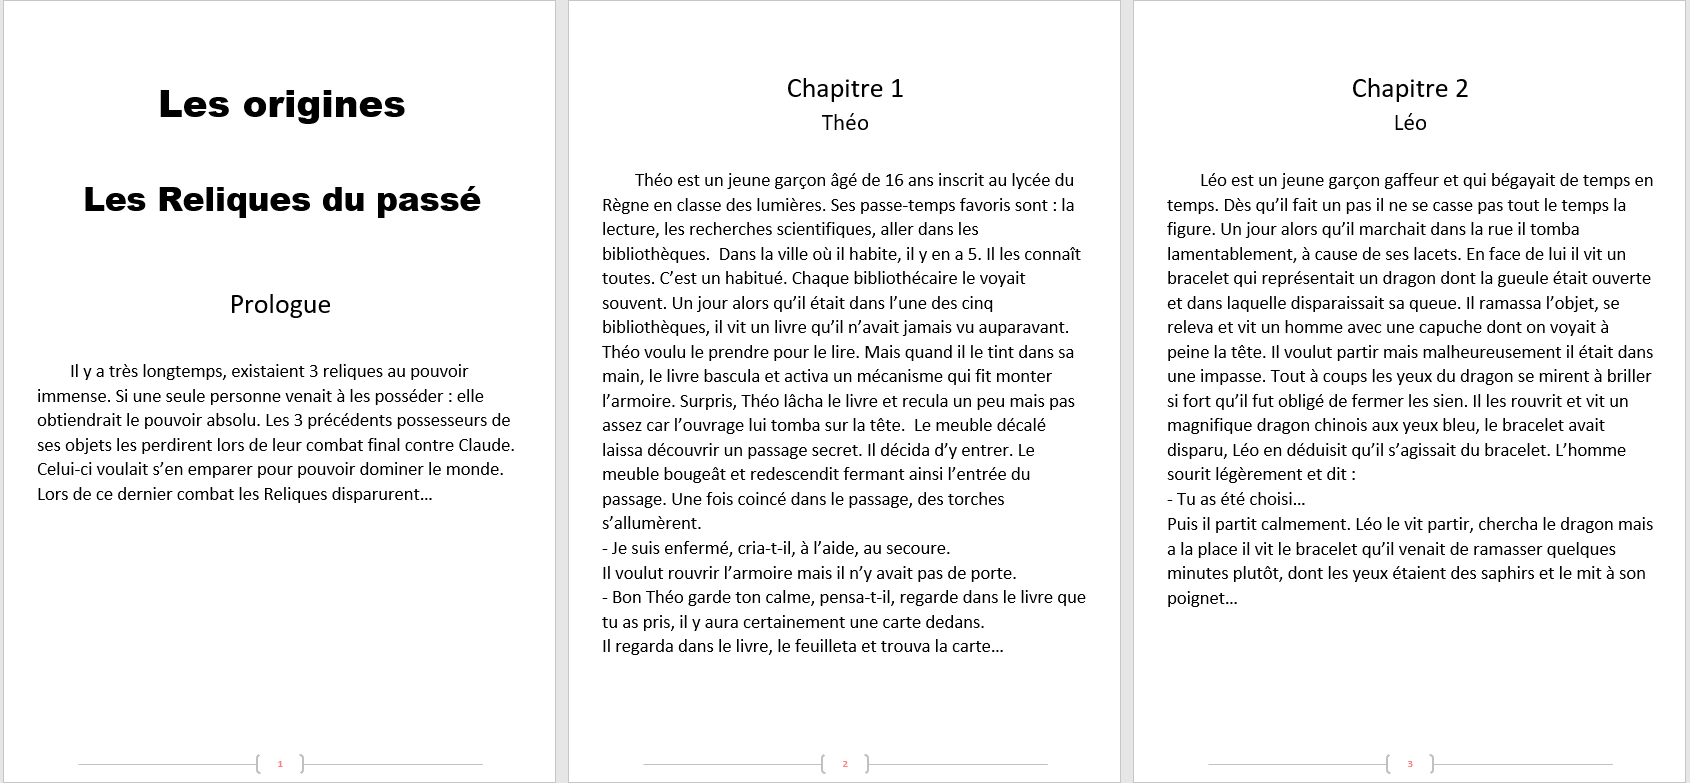 Les origines
Les Reliques du passé
Prologue
Il y a très longtemps, existaient 3 reliques au pouvoir
immense. Si une seule personne venait à les posséder : elle
obtiendrait le pouvoir absolu. Les 3 précédents possesseurs de
ses objets les perdirent lors de leur combat final contre Claude.
Celui-ci voulait s’en emparer pour pouvoir dominer le monde.
Lors de ce dernier combat les Reliques disparurent…
1
Chapitre 1
Théo
Théo est un jeune garçon âgé de 16 ans inscrit au lycée du
Règne en classe des lumières. Ses passe-temps favoris sont : la
lecture, les recherches scientifiques, aller dans les
bibliothèques.  Dans la ville où il habite, il y en a 5. Il les connaît
toutes. C’est un habitué. Chaque bibliothécaire le voyait
souvent. Un jour alors qu’il était dans l’une des cinq
bibliothèques, il vit un livre qu’il n’avait jamais vu auparavant.
Théo voulu le prendre pour le lire. Mais quand il le tint dans sa
main, le livre bascula et activa un mécanisme qui fit monter
l’armoire. Surpris, Théo lâcha le livre et recula un peu mais pas
assez car l’ouvrage lui tomba sur la tête.  Le meuble décalé
laissa découvrir un passage secret. Il décida d’y entrer. Le
meuble bougeât et redescendit fermant ainsi l’entrée du
passage. Une fois coincé dans le passage, des torches
s’allumèrent.
- Je suis enfermé, cria-t-il, à l’aide, au secoure.
Il voulut rouvrir l’armoire mais il n’y avait pas de porte.
- Bon Théo garde ton calme, pensa-t-il, regarde dans le livre que
tu as pris, il y aura certainement une carte dedans.
Il regarda dans le livre, le feuilleta et trouva la carte…
2
Chapitre 2
Léo
Léo est un jeune garçon gaffeur et qui bégayait de temps en
temps. Dès qu’il fait un pas il ne se casse pas tout le temps la
figure. Un jour alors qu’il marchait dans la rue il tomba
lamentablement, à cause de ses lacets. En face de lui il vit un
bracelet qui représentait un dragon dont la gueule était ouverte
et dans laquelle disparaissait sa queue. Il ramassa l’objet, se
releva et vit un homme avec une capuche dont on voyait à
peine la tête. Il voulut partir mais malheureusement il était dans
une impasse. Tout à coups les yeux du dragon se mirent à briller
si fort qu’il fut obligé de fermer les sien. Il les rouvrit et vit un
magnifique dragon chinois aux yeux bleu, le bracelet avait
disparu, Léo en déduisit qu’il s’agissait du bracelet. L’homme
sourit légèrement et dit :
- Tu as été choisi…
Puis il partit calmement. Léo le vit partir, chercha le dragon mais
a la place il vit le bracelet qu’il venait de ramasser quelques
minutes plutôt, dont les yeux étaient des saphirs et le mit à son
poignet…
3